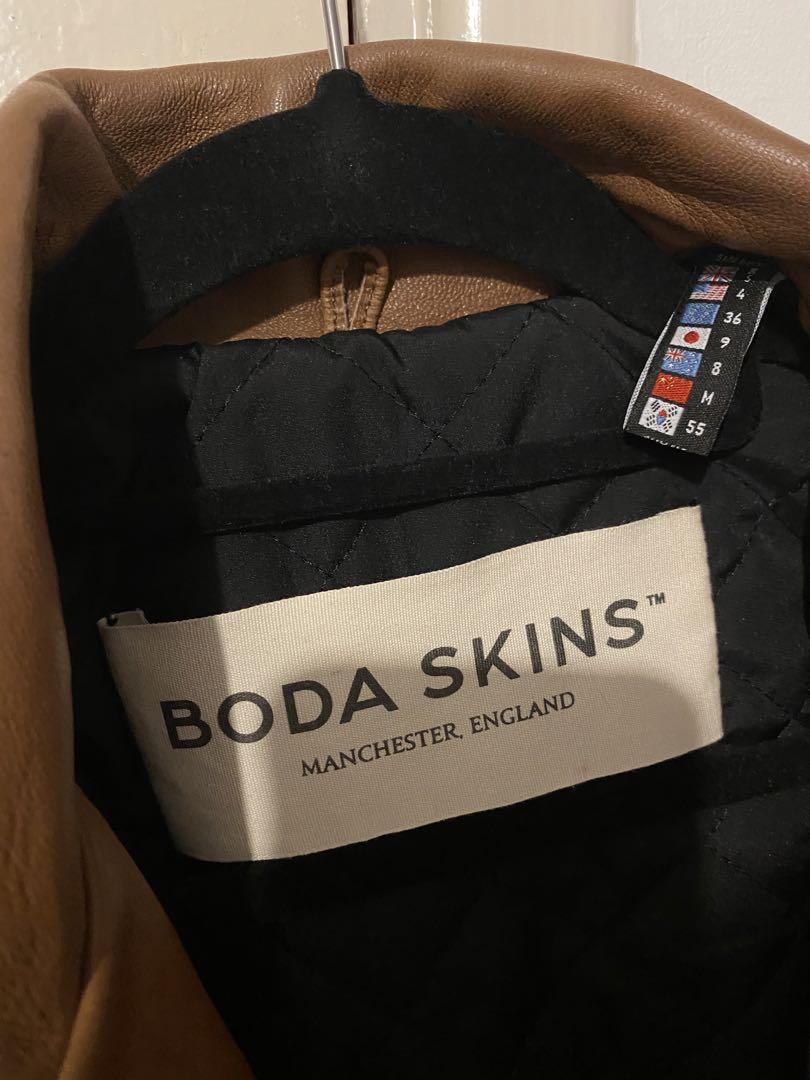 4
36
9
8
M
55
BODA SKINS™
MANCHESTER, ENGLAND